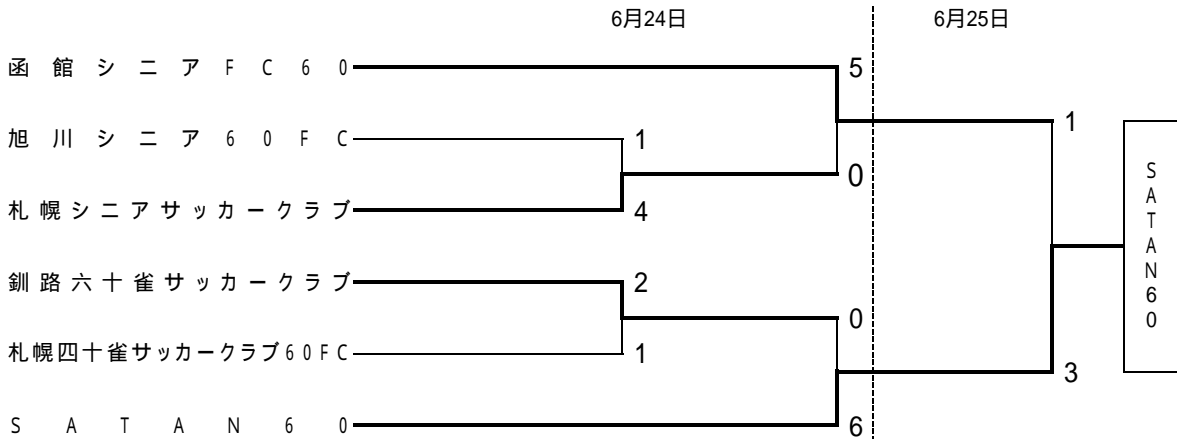 6月24日 6月25日
函館シニアFC60 5
1
旭川シニア60FC 1
0
札幌シニアサッカークラブ 4
SATAN60
釧路六十雀サッカークラブ 2
0
札幌四十雀サッカークラブ60FC 1
3
SATAN60 6